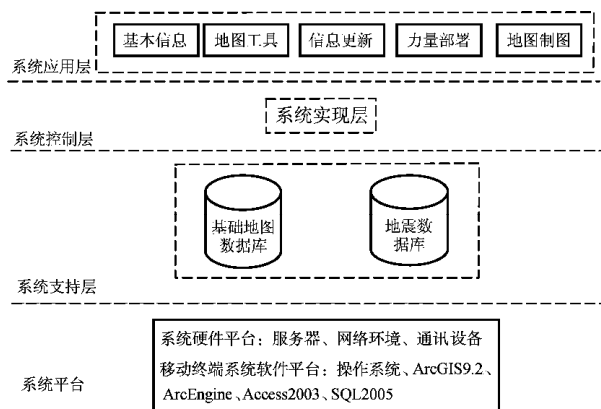 基本信息 地图工具 信息更新 力量部署 地图制图
系统应用层
系统实现层
系统控制层
基础地图
数据库
地震数
据库
系统支持层
系统硬件平台：服务器、网络环境、通讯设备
移动终端系统软件平台：操作系统、ArcGIS9.2、
ArcEngine、Access2003、SQL2005
系统平台